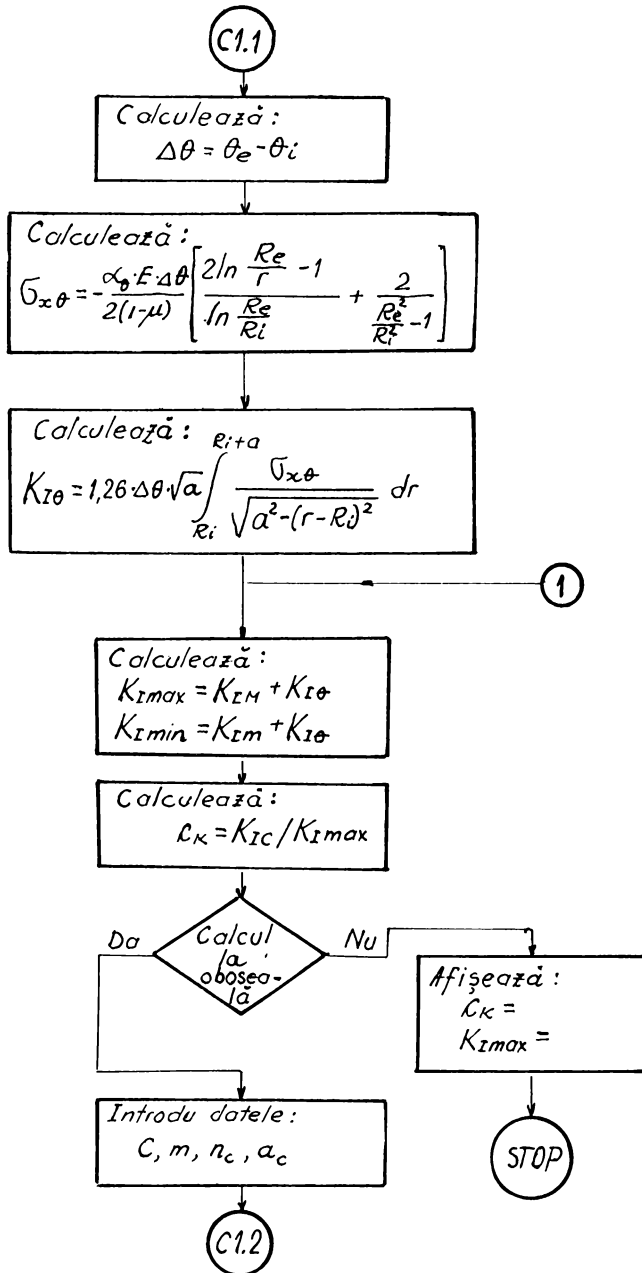 C1.1
Calculează:
Δθ = θe - θi
Calculează:
σxθ = - αθ·E·Δθ / 2(1-μ) [ (2ln Re/r - 1) / (ln Re/Ri) + 2 / (Re²/Ri² - 1) ]
Calculează:
KIθ = 1,26·Δθ·√a ∫ Ri Ri+a σxθ / √(a²-(r-Ri)²) dr
1
Calculează:
KImax = KIM + KIθ
KImin = KIm + KIθ
Calculează:
cK = KIC / KImax
Da
Calcul
la
obosea-
lă
Nu
Afișează:
cK =
KImax =
Introdu datele:
C, m, nc, ac
STOP
C1.2